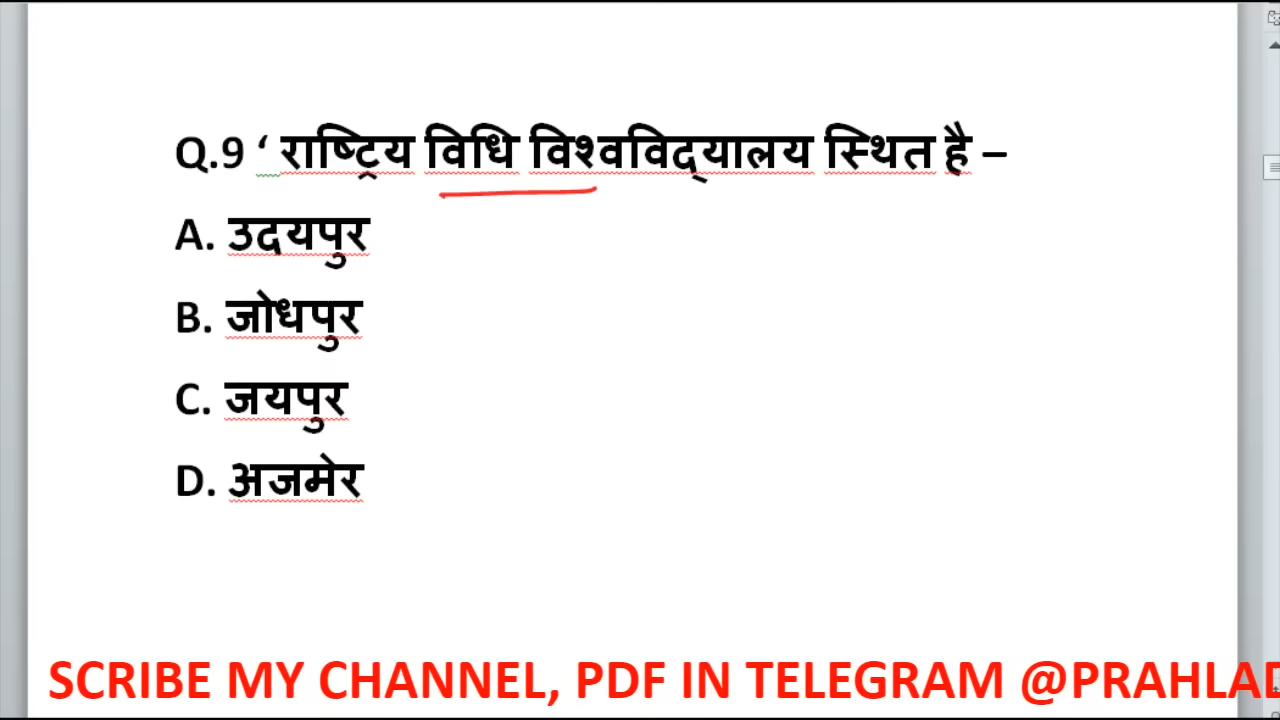 Q.9 ‘ राष्ट्रिय विधि विश्वविद्यालय स्थित है –
A. उदयपुर
B. जोधपुर
C. जयपुर
D. अजमेर
SCRIBE MY CHANNEL, PDF IN TELEGRAM @PRAHLAD